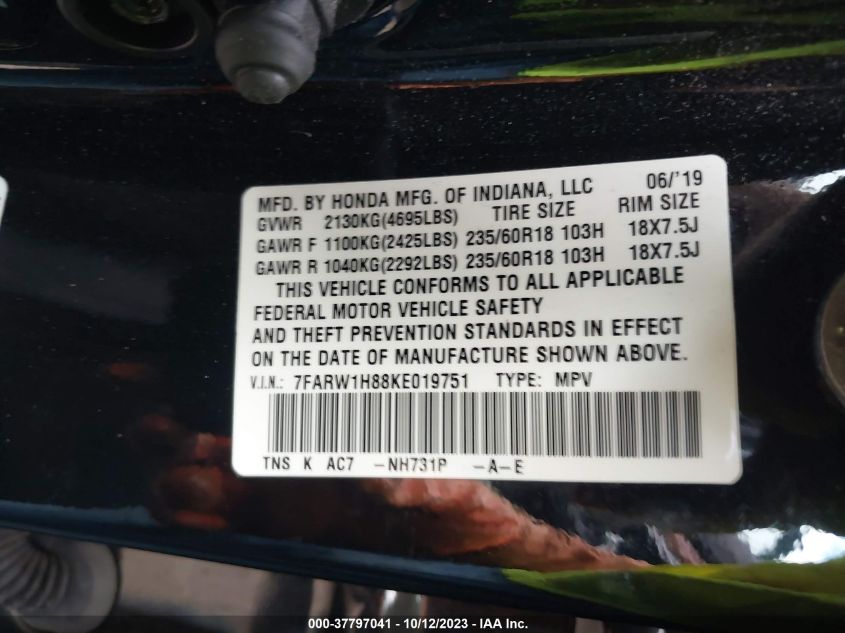 MFD. BY HONDA MFG. OF INDIANA, LLC 06/'19
GVWR 2130KG(4695LBS) TIRE SIZE RIM SIZE
GAWR F 1100KG(2425LBS) 235/60R18 103H 18X7.5J
GAWR R 1040KG(2292LBS) 235/60R18 103H 18X7.5J
THIS VEHICLE CONFORMS TO ALL APPLICABLE
FEDERAL MOTOR VEHICLE SAFETY
AND THEFT PREVENTION STANDARDS IN EFFECT
ON THE DATE OF MANUFACTURE SHOWN ABOVE.
V.I.N.: 7FARW1H88KE019751 TYPE: MPV
TNS K AC7 -NH731P -A-E
000-37797041 - 10/12/2023 - IAA Inc.